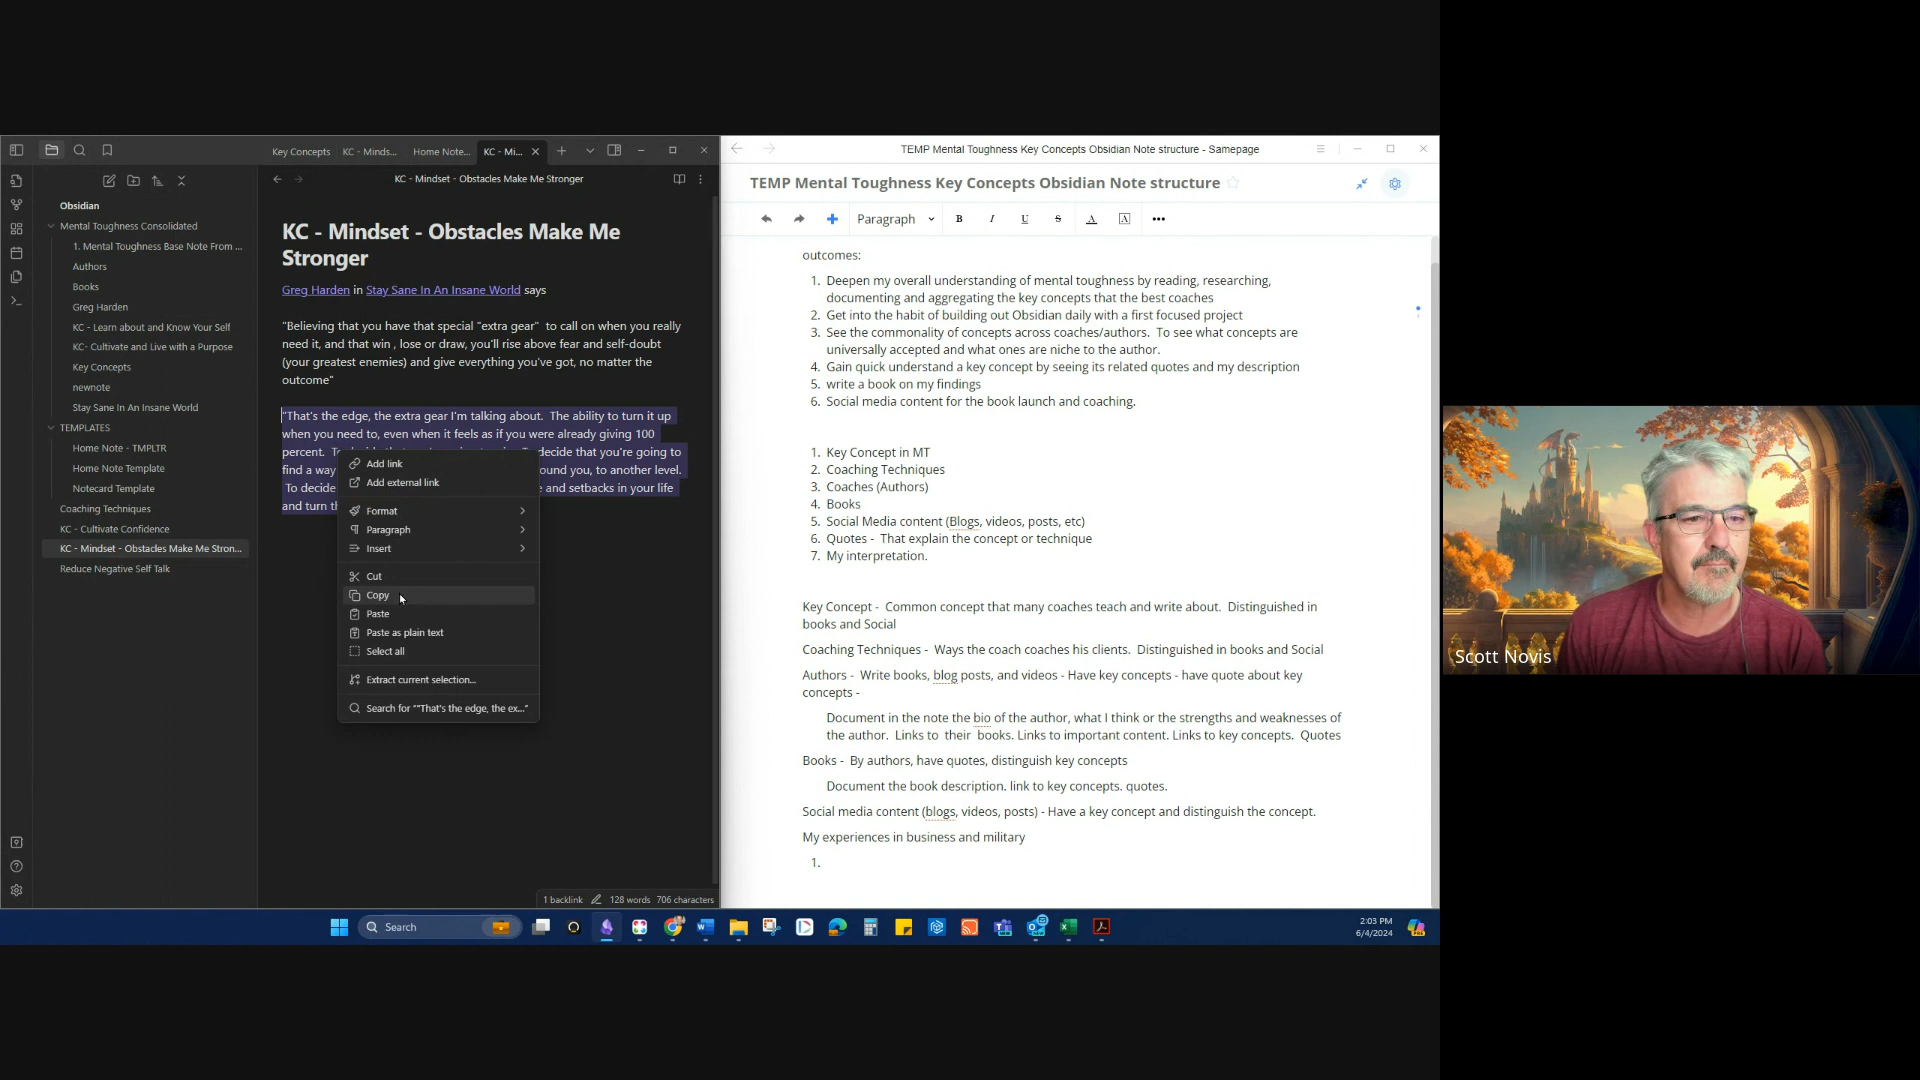 Key Concepts
KC - Minds...
Home Note...
KC - Mi...
KC - Mindset - Obstacles Make Me Stronger
Obsidian
Mental Toughness Consolidated
1. Mental Toughness Base Note From ...
Authors
Books
Greg Harden
KC - Learn about and Know Your Self
KC- Cultivate and Live with a Purpose
Key Concepts
newnote
Stay Sane In An Insane World
TEMPLATES
Home Note - TMPLTR
Home Note Template
Notecard Template
Coaching Techniques
KC - Cultivate Confidence
KC - Mindset - Obstacles Make Me Stron...
Reduce Negative Self Talk
KC - Mindset - Obstacles Make Me
Stronger
Greg Harden in Stay Sane In An Insane World says
"Believing that you have that special "extra gear" to call on when you really
need it, and that win , lose or draw, you'll rise above fear and self-doubt
(your greatest enemies) and give everything you've got, no matter the
outcome"
"That's the edge, the extra gear I'm talking about. The ability to turn it up
when you need to, even when it feels as if you were already giving 100
percent. decide that you're going to
find a way ound you, to another level.
To decide e and setbacks in your life
and turn th
Add link
Add external link
Format
Paragraph
Insert
Cut
Copy
Paste
Paste as plain text
Select all
Extract current selection...
Search for ""That's the edge, the ex..."
1 backlink 128 words 706 characters
TEMP Mental Toughness Key Concepts Obsidian Note structure - Samepage
TEMP Mental Toughness Key Concepts Obsidian Note structure
Paragraph B I U S A A
outcomes:
1. Deepen my overall understanding of mental toughness by reading, researching,
documenting and aggregating the key concepts that the best coaches
2. Get into the habit of building out Obsidian daily with a first focused project
3. See the commonality of concepts across coaches/authors. To see what concepts are
universally accepted and what ones are niche to the author.
4. Gain quick understand a key concept by seeing its related quotes and my description
5. write a book on my findings
6. Social media content for the book launch and coaching.
1. Key Concept in MT
2. Coaching Techniques
3. Coaches (Authors)
4. Books
5. Social Media content (Blogs, videos, posts, etc)
6. Quotes - That explain the concept or technique
7. My interpretation.
Key Concept - Common concept that many coaches teach and write about. Distinguished in
books and Social
Coaching Techniques - Ways the coach coaches his clients. Distinguished in books and Social
Authors - Write books, blog posts, and videos - Have key concepts - have quote about key
concepts -
Document in the note the bio of the author, what I think or the strengths and weaknesses of
the author. Links to their books. Links to important content. Links to key concepts. Quotes
Books - By authors, have quotes, distinguish key concepts
Document the book description. link to key concepts. quotes.
Social media content (blogs, videos, posts) - Have a key concept and distinguish the concept.
My experiences in business and military
1.
Search
2:03 PM
6/4/2024
Scott Novis